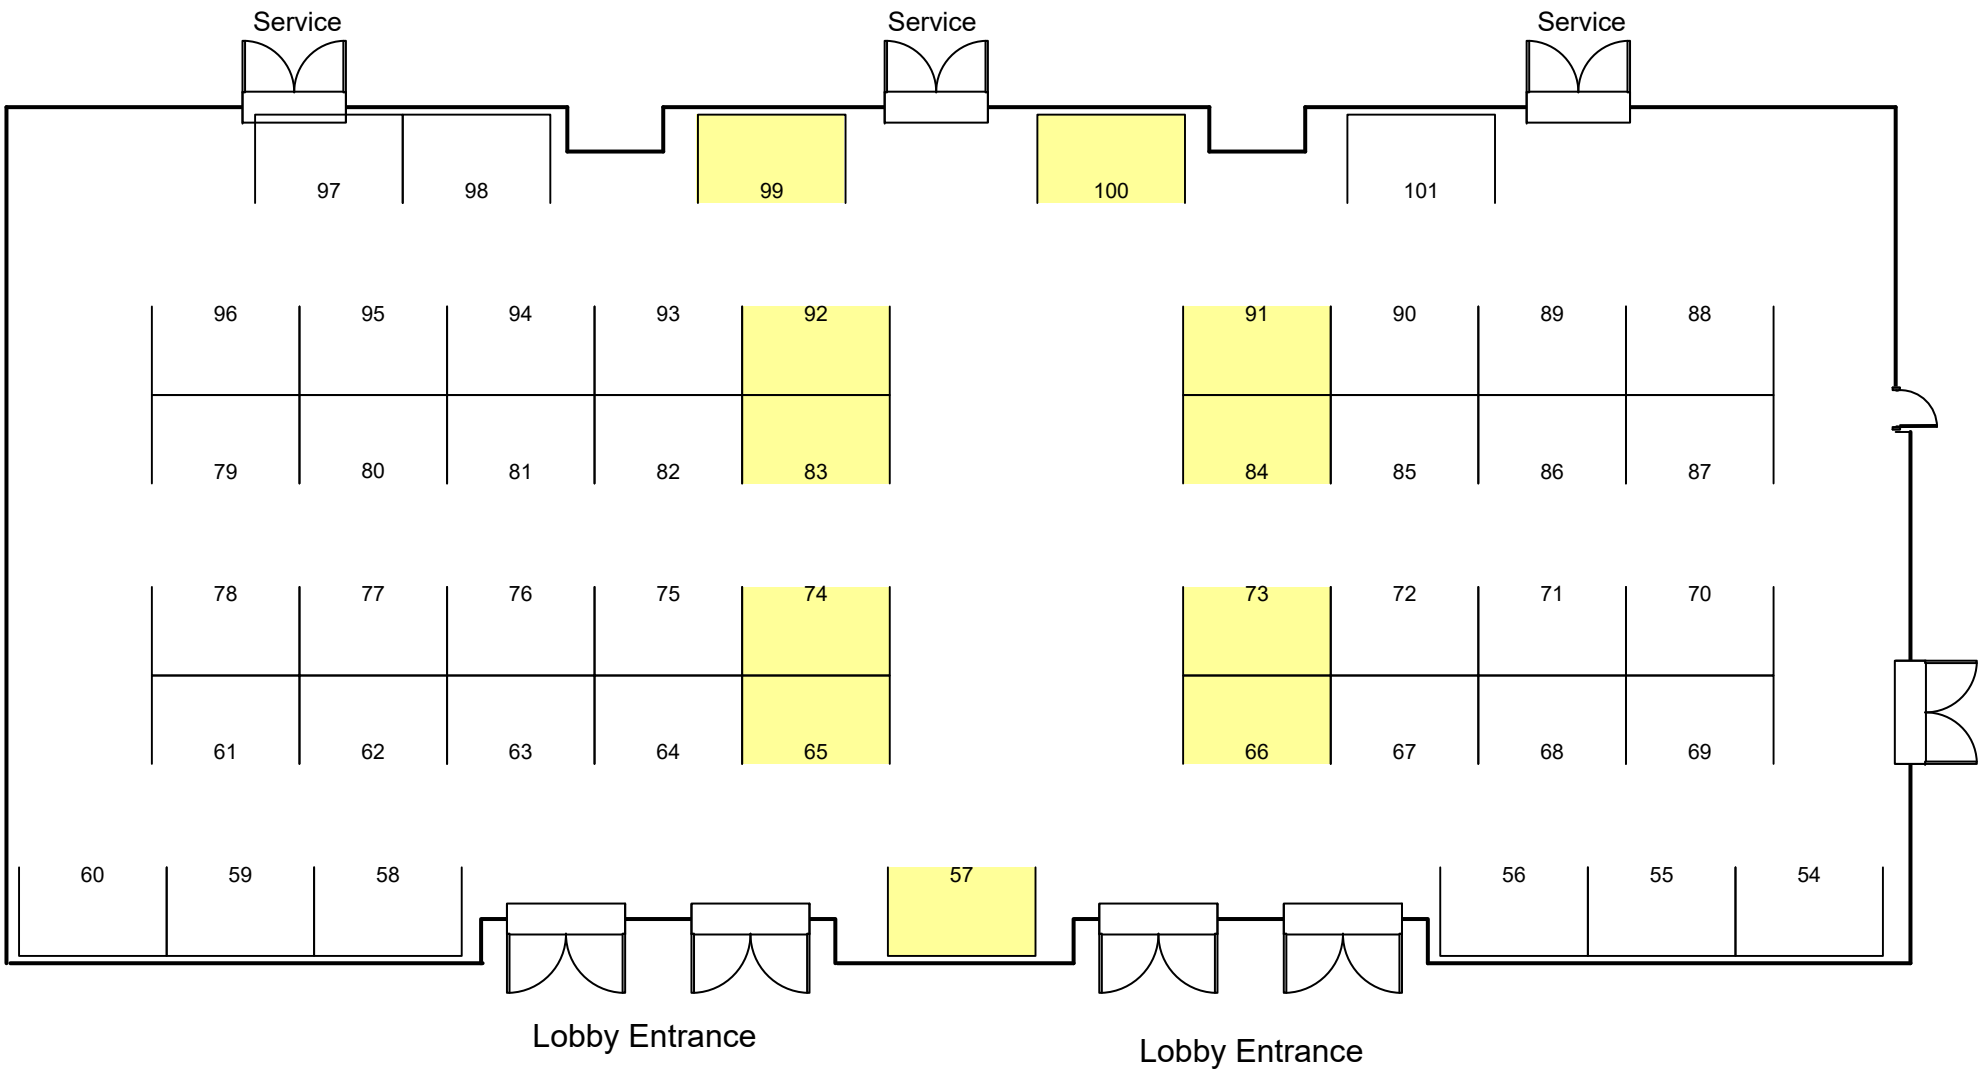 Service Service Service
97 98 99 100 101
96 95 94 93 92 91 90 89 88
79 80 81 82 83 84 85 86 87
78 77 76 75 74 73 72 71 70
61 62 63 64 65 66 67 68 69
60 59 58 57 56 55 54
Lobby Entrance
Lobby Entrance